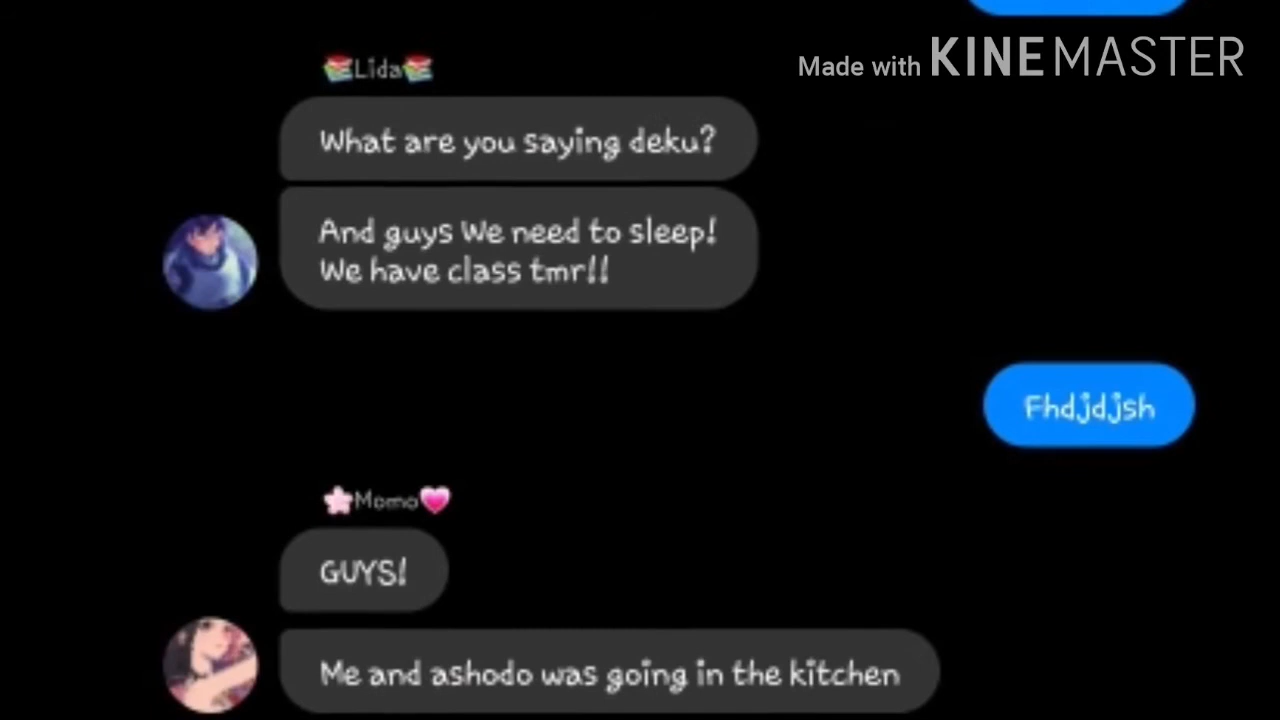 Made with KINEMASTER
Lida
What are you saying deku?
And guys We need to sleep!
We have class tmr!!
Fhdjdjsh
Momo
GUYS!
Me and ashodo was going in the kitchen